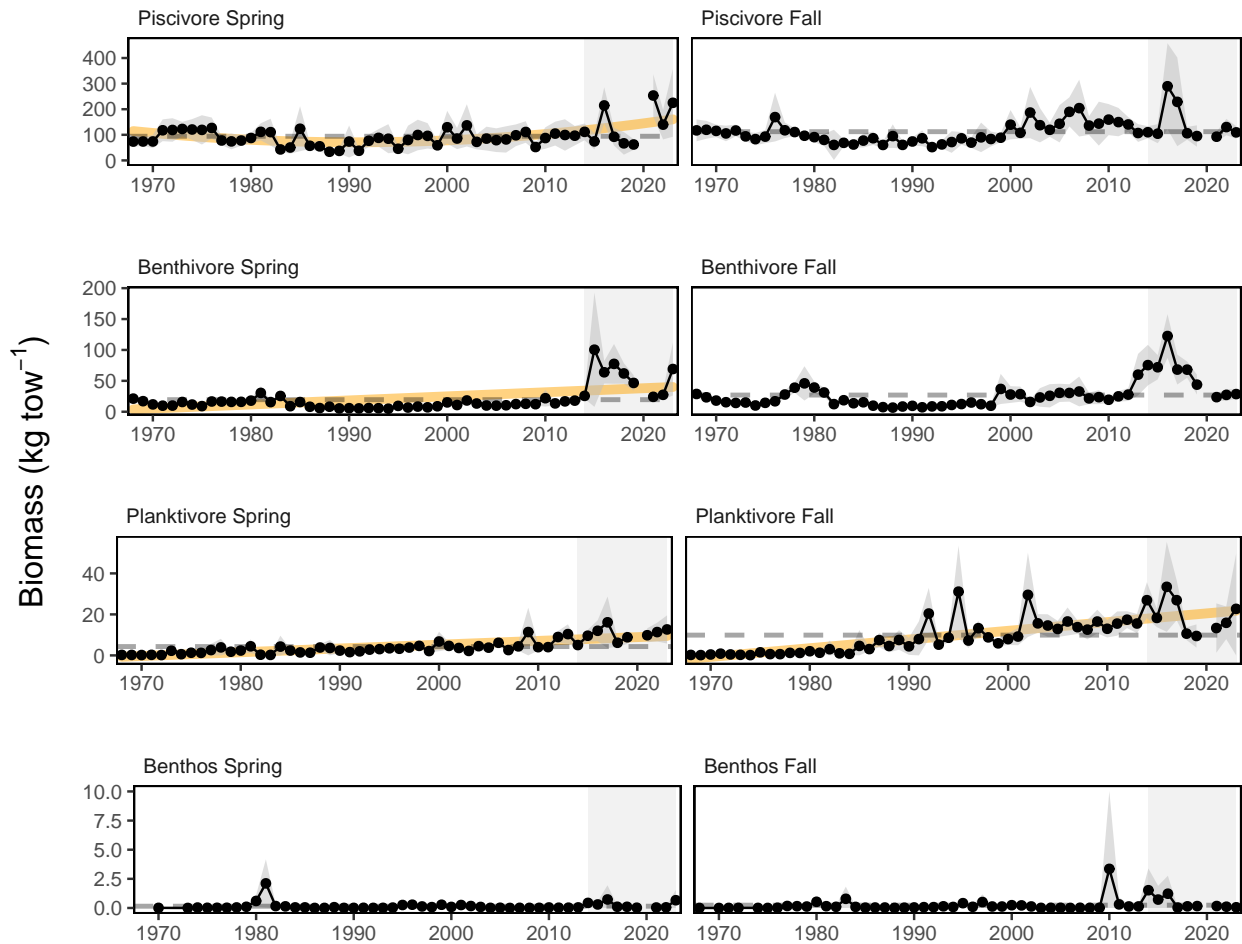 Piscivore Spring
Piscivore Fall
400
300
200
100
0
1970 1980 1990 2000 2010 2020
1970 1980 1990 2000 2010 2020
Benthivore Spring
Benthivore Fall
200
150
100
50
0
1970 1980 1990 2000 2010 2020
1970 1980 1990 2000 2010 2020
Biomass (kg tow⁻¹)
Planktivore Spring
Planktivore Fall
40
20
0
1970 1980 1990 2000 2010 2020
1970 1980 1990 2000 2010 2020
Benthos Spring
Benthos Fall
10.0
7.5
5.0
2.5
0.0
1970 1980 1990 2000 2010 2020
1970 1980 1990 2000 2010 2020